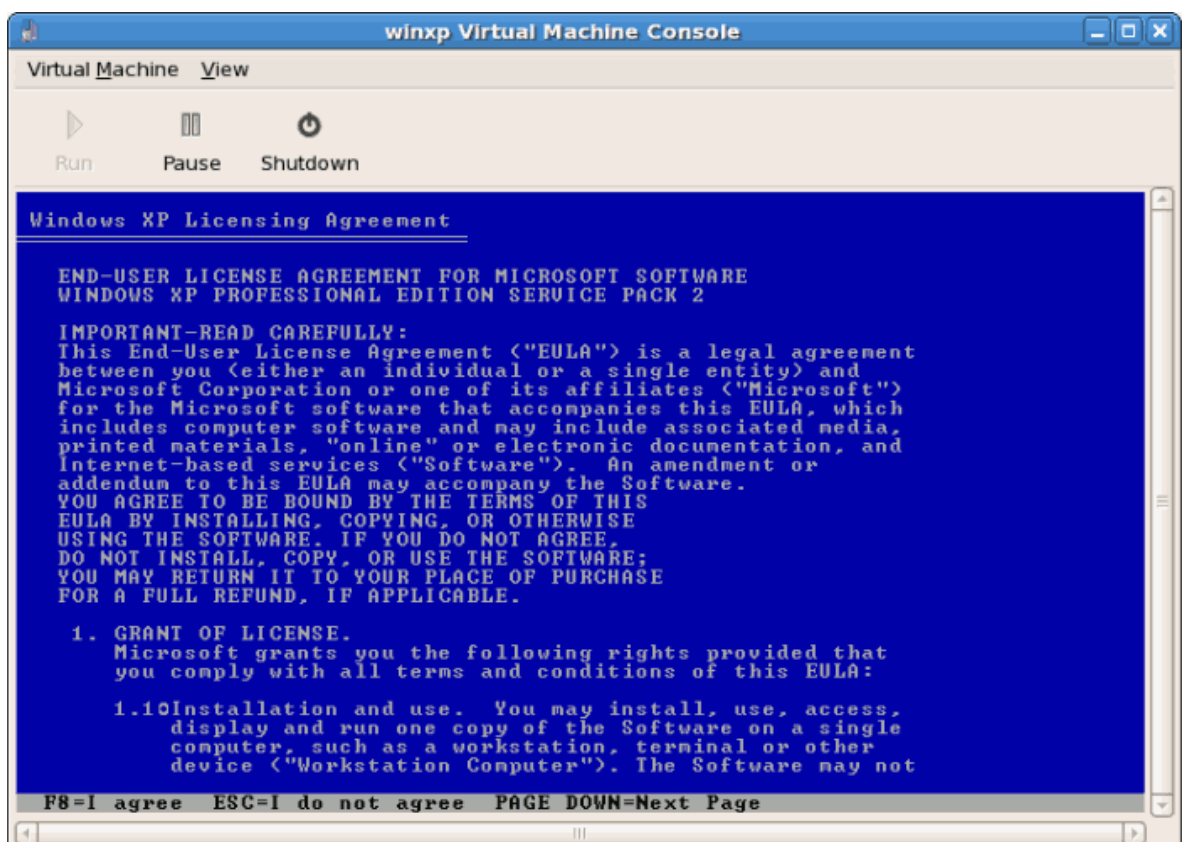 winxp Virtual Machine Console
Virtual Machine View
Run Pause Shutdown
Windows XP Licensing Agreement
END-USER LICENSE AGREEMENT FOR MICROSOFT SOFTWARE
WINDOWS XP PROFESSIONAL EDITION SERVICE PACK 2
IMPORTANT-READ CAREFULLY:
This End-User License Agreement ("EULA") is a legal agreement
between you (either an individual or a single entity) and
Microsoft Corporation or one of its affiliates ("Microsoft")
for the Microsoft software that accompanies this EULA, which
includes computer software and may include associated media,
printed materials, "online" or electronic documentation, and
Internet-based services ("Software").  An amendment or
addendum to this EULA may accompany the Software.
YOU AGREE TO BE BOUND BY THE TERMS OF THIS
EULA BY INSTALLING, COPYING, OR OTHERWISE
USING THE SOFTWARE. IF YOU DO NOT AGREE,
DO NOT INSTALL, COPY, OR USE THE SOFTWARE;
YOU MAY RETURN IT TO YOUR PLACE OF PURCHASE
FOR A FULL REFUND, IF APPLICABLE.
1. GRANT OF LICENSE.
Microsoft grants you the following rights provided that
you comply with all terms and conditions of this EULA:
1.1◘Installation and use.  You may install, use, access,
display and run one copy of the Software on a single
computer, such as a workstation, terminal or other
device ("Workstation Computer"). The Software may not
F8=I agree  ESC=I do not agree  PAGE DOWN=Next Page